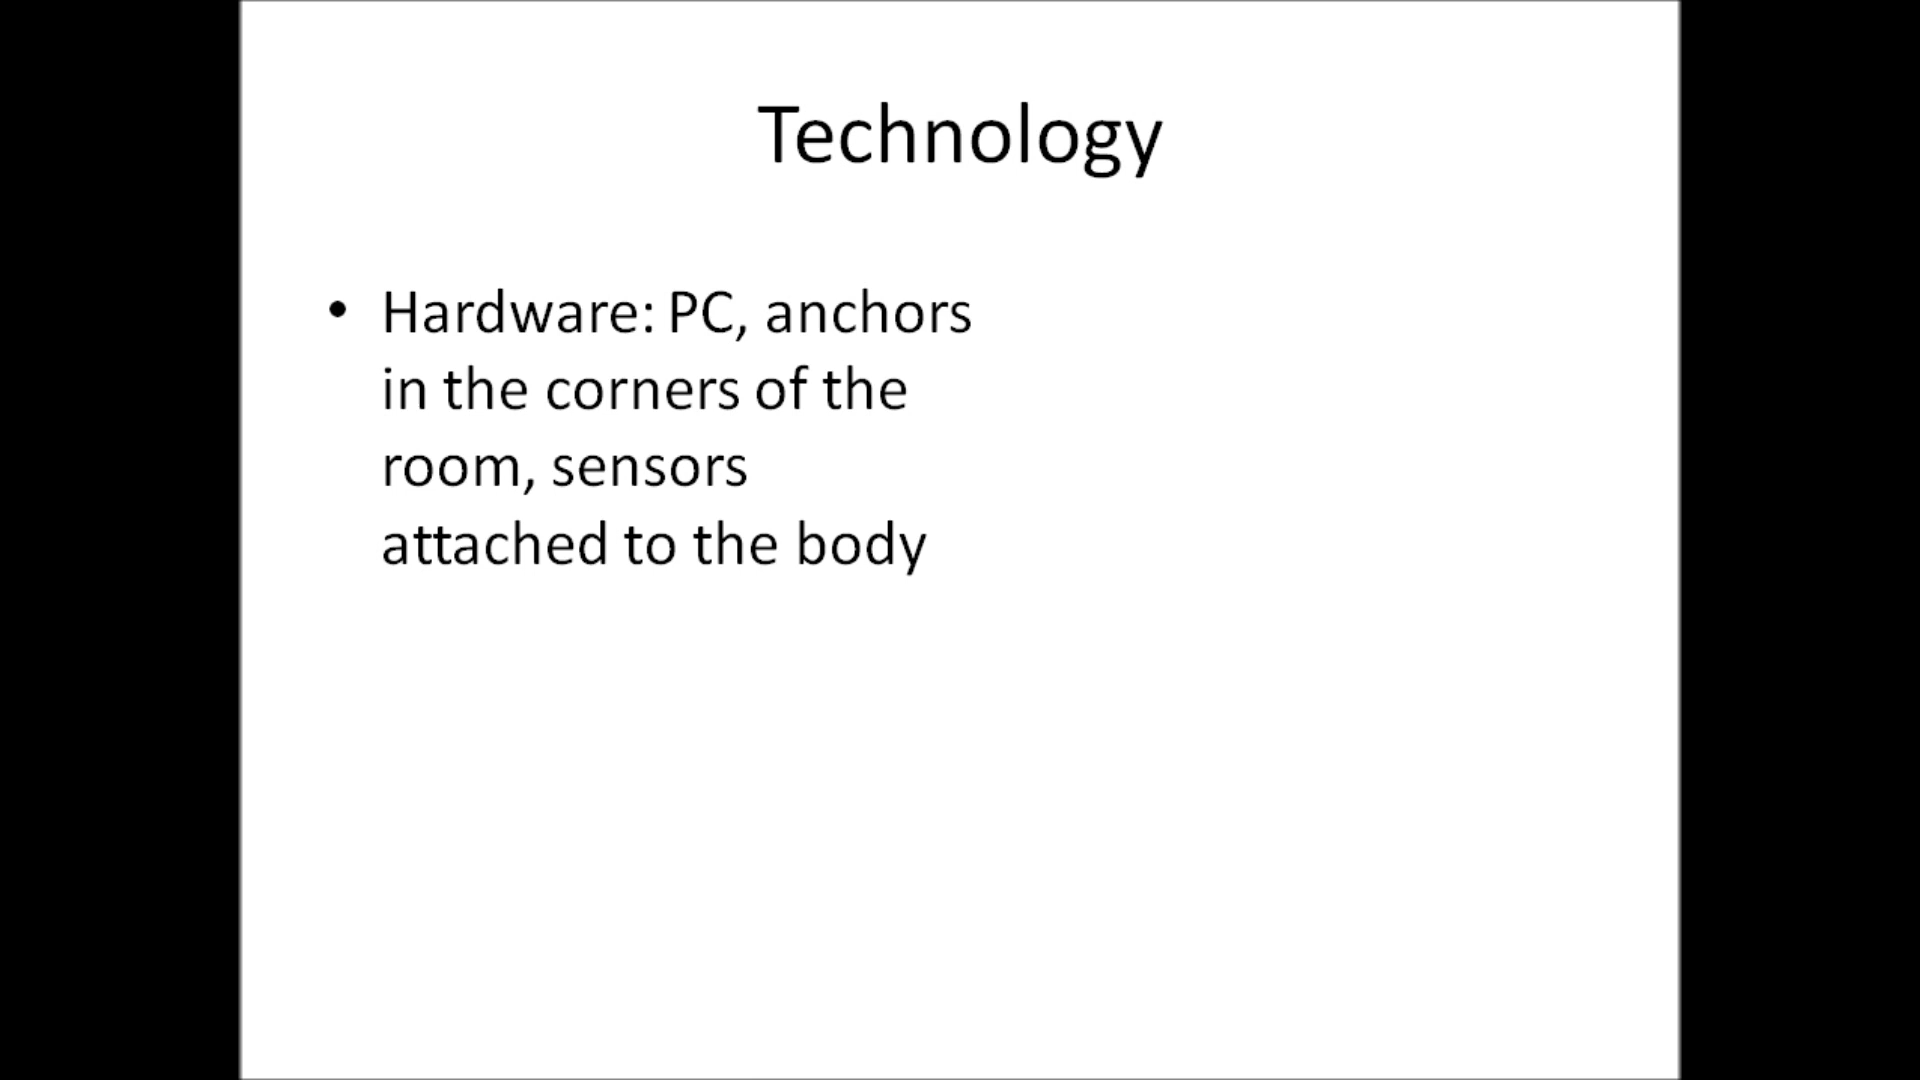 Technology
• Hardware: PC, anchors
in the corners of the
room, sensors
attached to the body